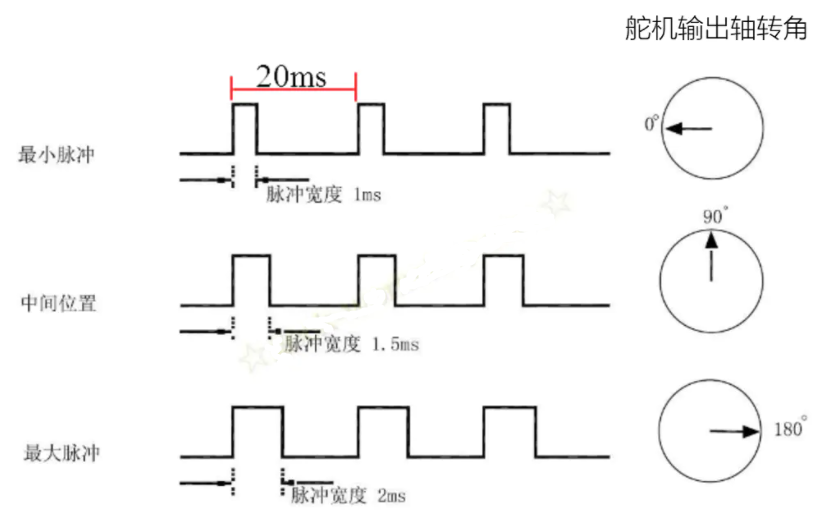 舵机输出轴转角
20ms
最小脉冲
0°
脉冲宽度 1ms
90°
中间位置
脉冲宽度 1.5ms
最大脉冲
180°
脉冲宽度 2ms